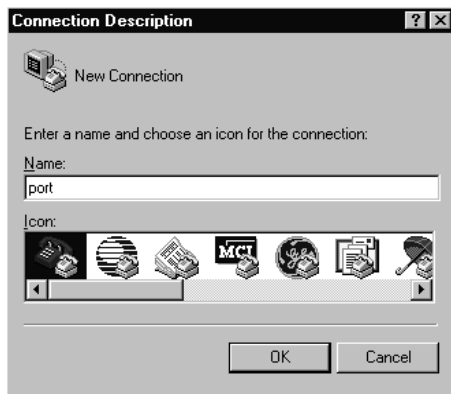 Connection Description
New Connection
Enter a name and choose an icon for the connection:
Name:
port
Icon:
MCI
OK
Cancel